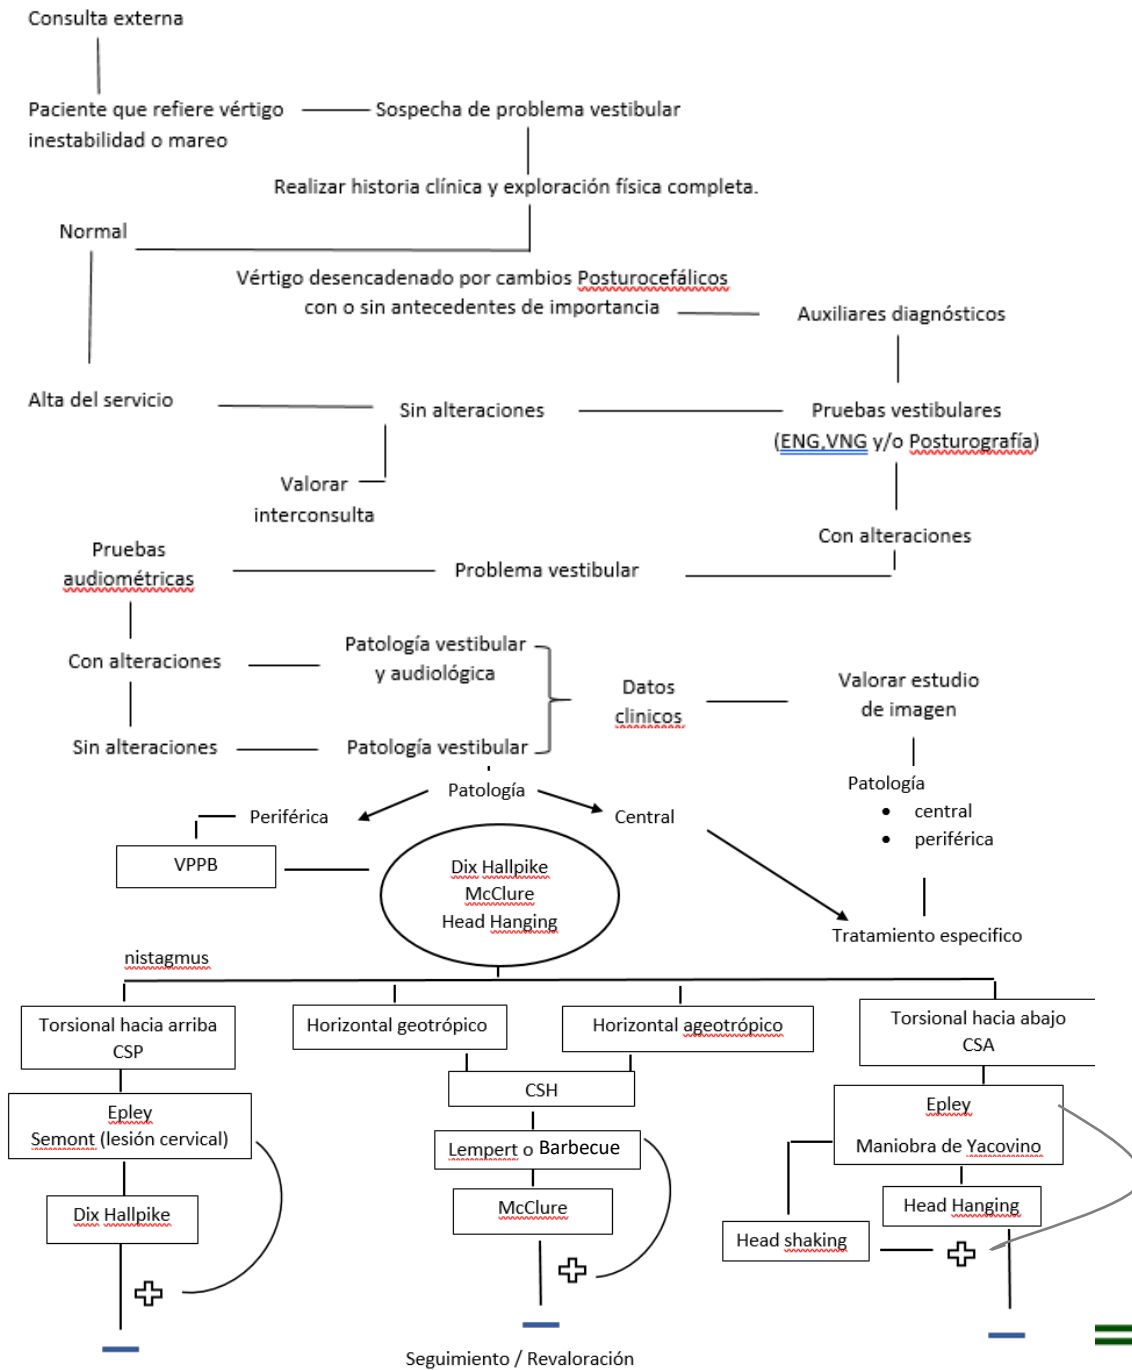 Consulta externa
Paciente que refiere vértigo
inestabilidad o mareo
Sospecha de problema vestibular
Realizar historia clínica y exploración física completa.
Normal
Vértigo desencadenado por cambios Posturocefálicos
con o sin antecedentes de importancia
Auxiliares diagnósticos
Alta del servicio
Sin alteraciones
Pruebas vestibulares
(ENG,VNG y/o Posturografía)
Valorar
interconsulta
Con alteraciones
Pruebas
audiométricas
Problema vestibular
Con alteraciones
Patología vestibular
y audiológica
Datos
clinicos
Valorar estudio
de imagen
Sin alteraciones
Patología vestibular
Patología
• central
• periférica
Patología
Periférica
Central
VPPB
Dix Hallpike
McClure
Head Hanging
Tratamiento especifico
nistagmus
Torsional hacia arriba
CSP
Horizontal geotrópico
Horizontal ageotrópico
Torsional hacia abajo
CSA
CSH
Epley
Semont (lesión cervical)
Lempert o Barbecue
Epley
Maniobra de Yacovino
Dix Hallpike
McClure
Head Hanging
Head shaking
Seguimiento / Revaloración